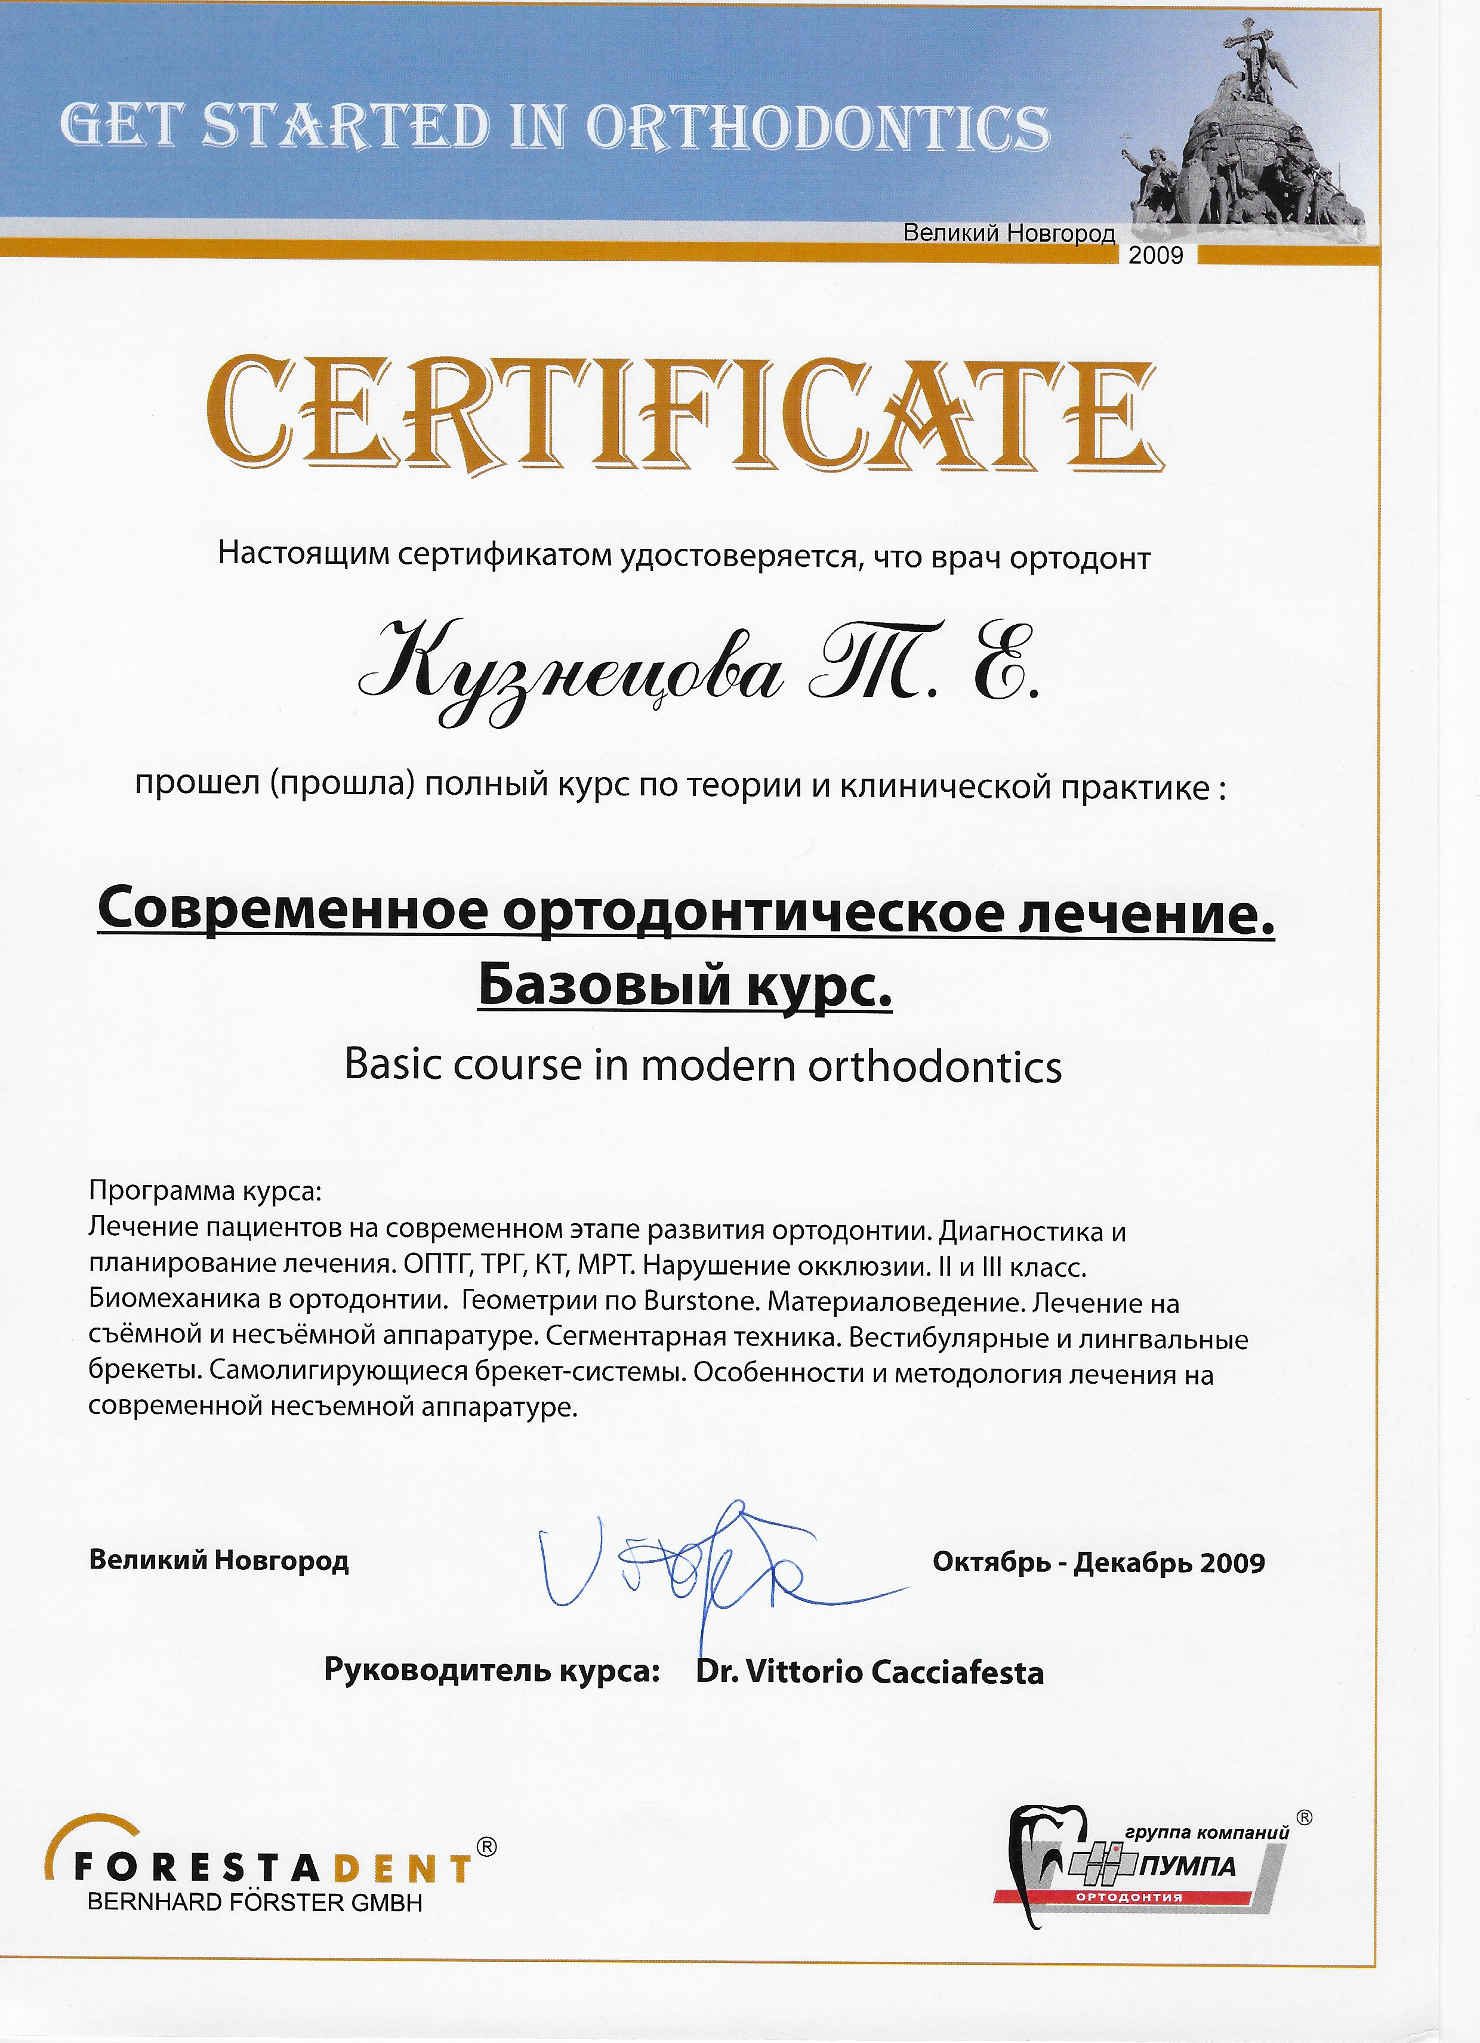 GET STARTED IN ORTHODONTICS
Великий Новгород
2009
CERTIFICATE
Настоящим сертификатом удостоверяется, что врач ортодонт
Кузнецова Т. Е.
прошел (прошла) полный курс по теории и клинической практике :
Современное ортодонтическое лечение.
Базовый курс.
Basic course in modern orthodontics
Программа курса:
Лечение пациентов на современном этапе развития ортодонтии. Диагностика и
планирование лечения. ОПТГ, ТРГ, КТ, МРТ. Нарушение окклюзии. II и III класс.
Биомеханика в ортодонтии. Геометрии по Burstone. Материаловедение. Лечение на
съёмной и несъёмной аппаратуре. Сегментарная техника. Вестибулярные и лингвальные
брекеты. Самолигирующиеся брекет-системы. Особенности и методология лечения на
современной несъемной аппаратуре.
Великий Новгород
Октябрь - Декабрь 2009
Руководитель курса: Dr. Vittorio Cacciafesta
FORESTADENT®
BERNHARD FÖRSTER GMBH
группа компаний ®
ПУМПА
ОРТОДОНТИЯ